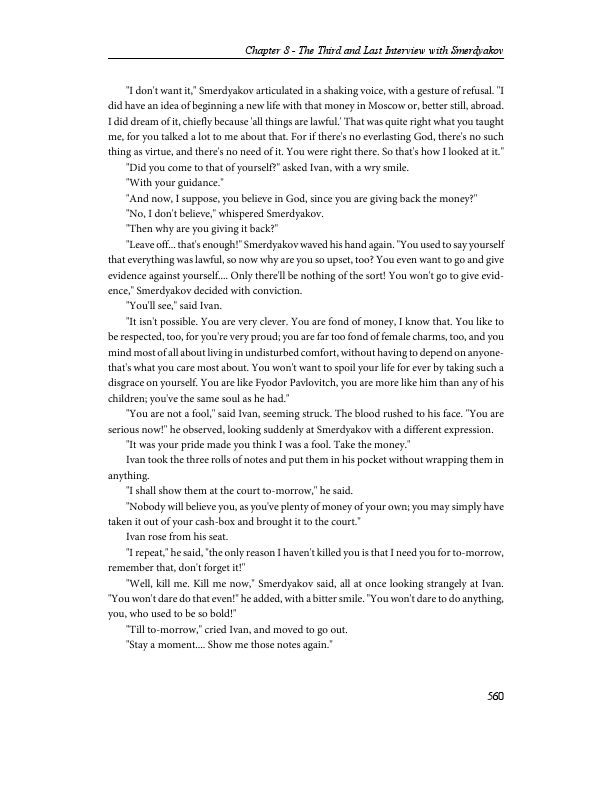 Chapter 8 - The Third and Last Interview with Smerdyakov
"I don't want it," Smerdyakov articulated in a shaking voice, with a gesture of refusal. "I
did have an idea of beginning a new life with that money in Moscow or, better still, abroad.
I did dream of it, chiefly because 'all things are lawful.' That was quite right what you taught
me, for you talked a lot to me about that. For if there's no everlasting God, there's no such
thing as virtue, and there's no need of it. You were right there. So that's how I looked at it."
"Did you come to that of yourself?" asked Ivan, with a wry smile.
"With your guidance."
"And now, I suppose, you believe in God, since you are giving back the money?"
"No, I don't believe," whispered Smerdyakov.
"Then why are you giving it back?"
"Leave off... that's enough!" Smerdyakov waved his hand again. "You used to say yourself
that everything was lawful, so now why are you so upset, too? You even want to go and give
evidence against yourself.... Only there'll be nothing of the sort! You won't go to give evid-
ence," Smerdyakov decided with conviction.
"You'll see," said Ivan.
"It isn't possible. You are very clever. You are fond of money, I know that. You like to
be respected, too, for you're very proud; you are far too fond of female charms, too, and you
mind most of all about living in undisturbed comfort, without having to depend on anyone-
that's what you care most about. You won't want to spoil your life for ever by taking such a
disgrace on yourself. You are like Fyodor Pavlovitch, you are more like him than any of his
children; you've the same soul as he had."
"You are not a fool," said Ivan, seeming struck. The blood rushed to his face. "You are
serious now!" he observed, looking suddenly at Smerdyakov with a different expression.
"It was your pride made you think I was a fool. Take the money."
Ivan took the three rolls of notes and put them in his pocket without wrapping them in
anything.
"I shall show them at the court to-morrow," he said.
"Nobody will believe you, as you've plenty of money of your own; you may simply have
taken it out of your cash-box and brought it to the court."
Ivan rose from his seat.
"I repeat," he said, "the only reason I haven't killed you is that I need you for to-morrow,
remember that, don't forget it!"
"Well, kill me. Kill me now," Smerdyakov said, all at once looking strangely at Ivan.
"You won't dare do that even!" he added, with a bitter smile. "You won't dare to do anything,
you, who used to be so bold!"
"Till to-morrow," cried Ivan, and moved to go out.
"Stay a moment.... Show me those notes again."
560